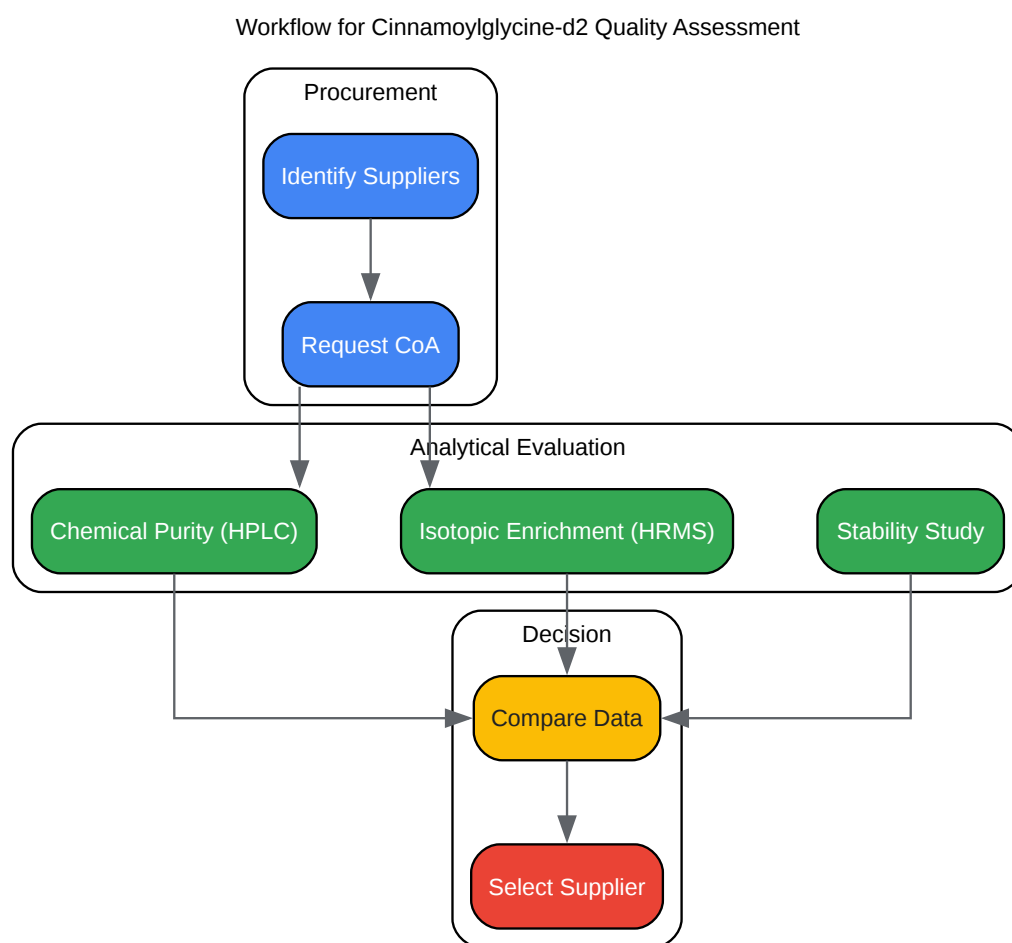 Workflow for Cinnamoylglycine-d2 Quality Assessment
Procurement
Identify Suppliers
Request CoA
Analytical Evaluation
Chemical Purity (HPLC)
Isotopic Enrichment (HRMS)
Stability Study
Decision
Compare Data
Select Supplier